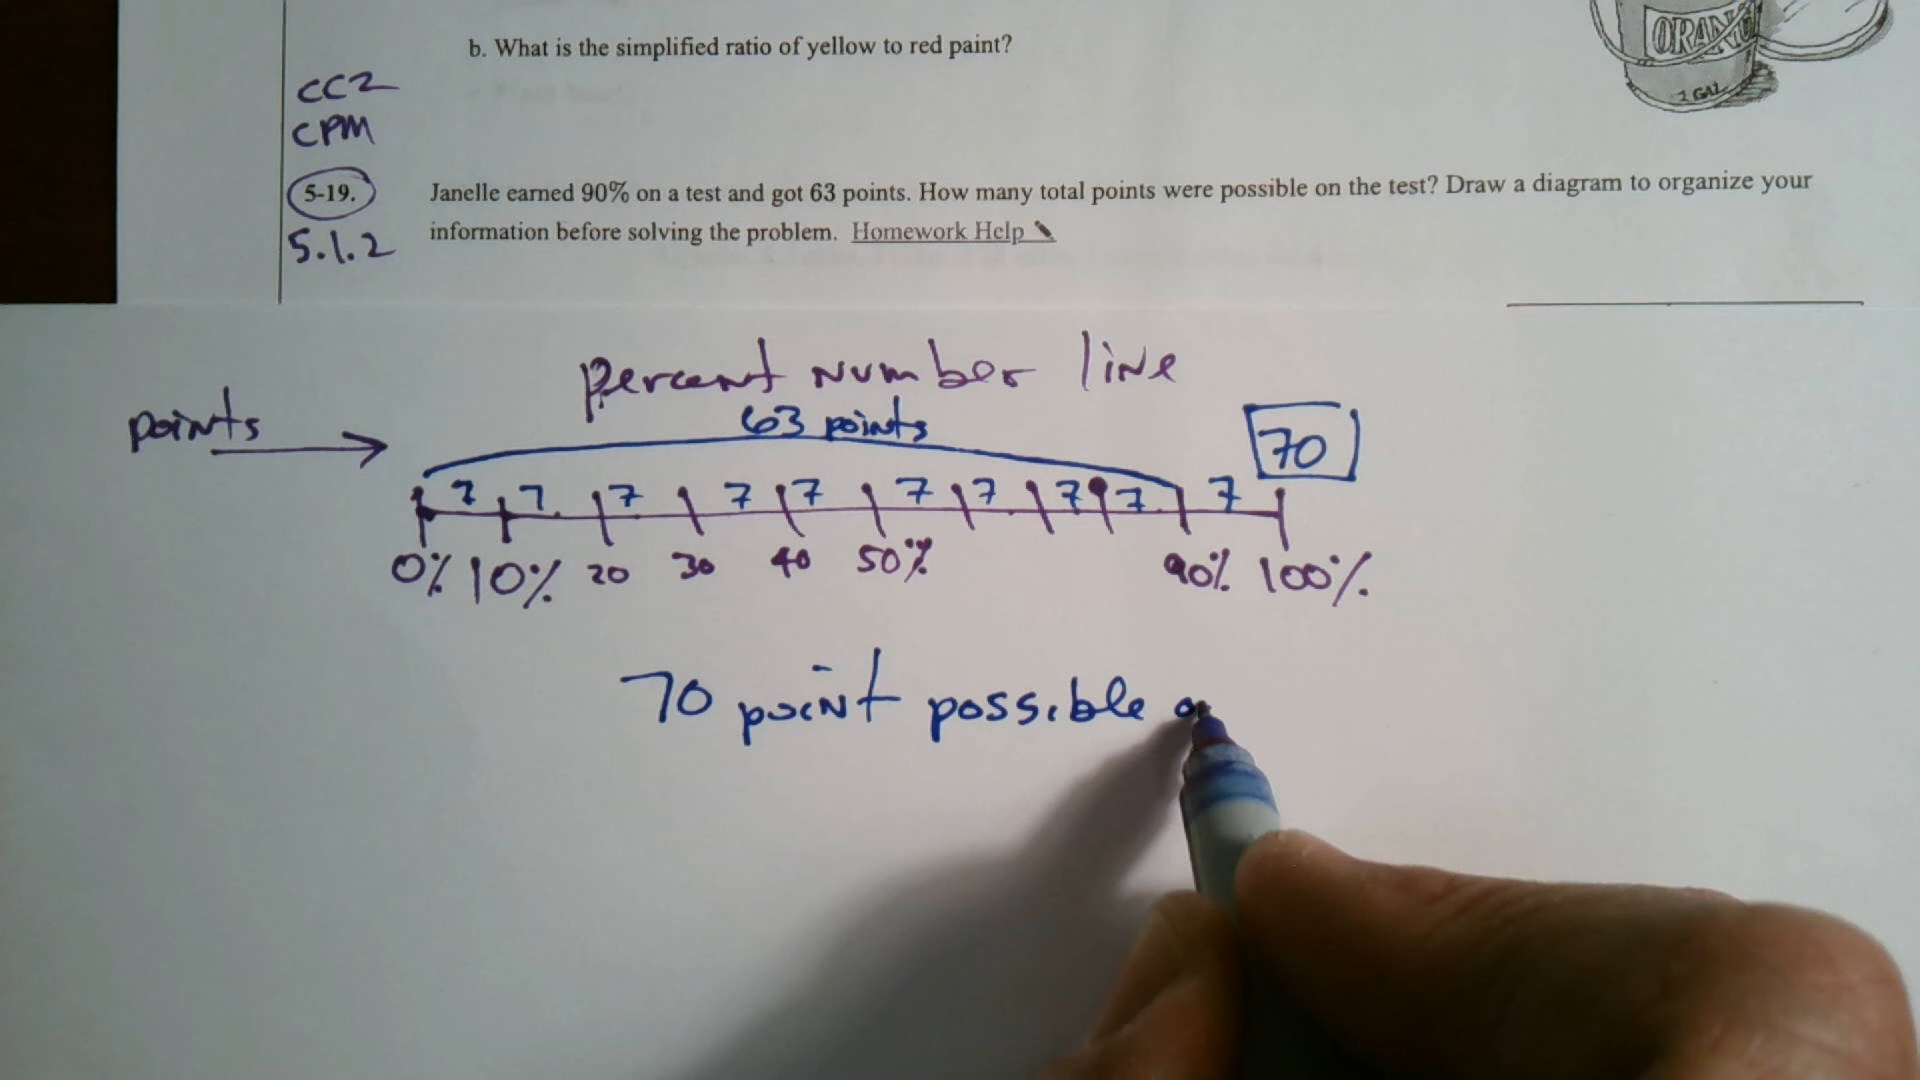 b. What is the simplified ratio of yellow to red paint?
1 GAL
CC2
CPM
5-19.
5.1.2
Janelle earned 90% on a test and got 63 points. How many total points were possible on the test? Draw a diagram to organize your
information before solving the problem. Homework Help
percent number line
points
63 points
70
7 7 7 7 7 7 7 7 7 7
0% 10% 20 30 40 50% 90% 100%
70 point possible